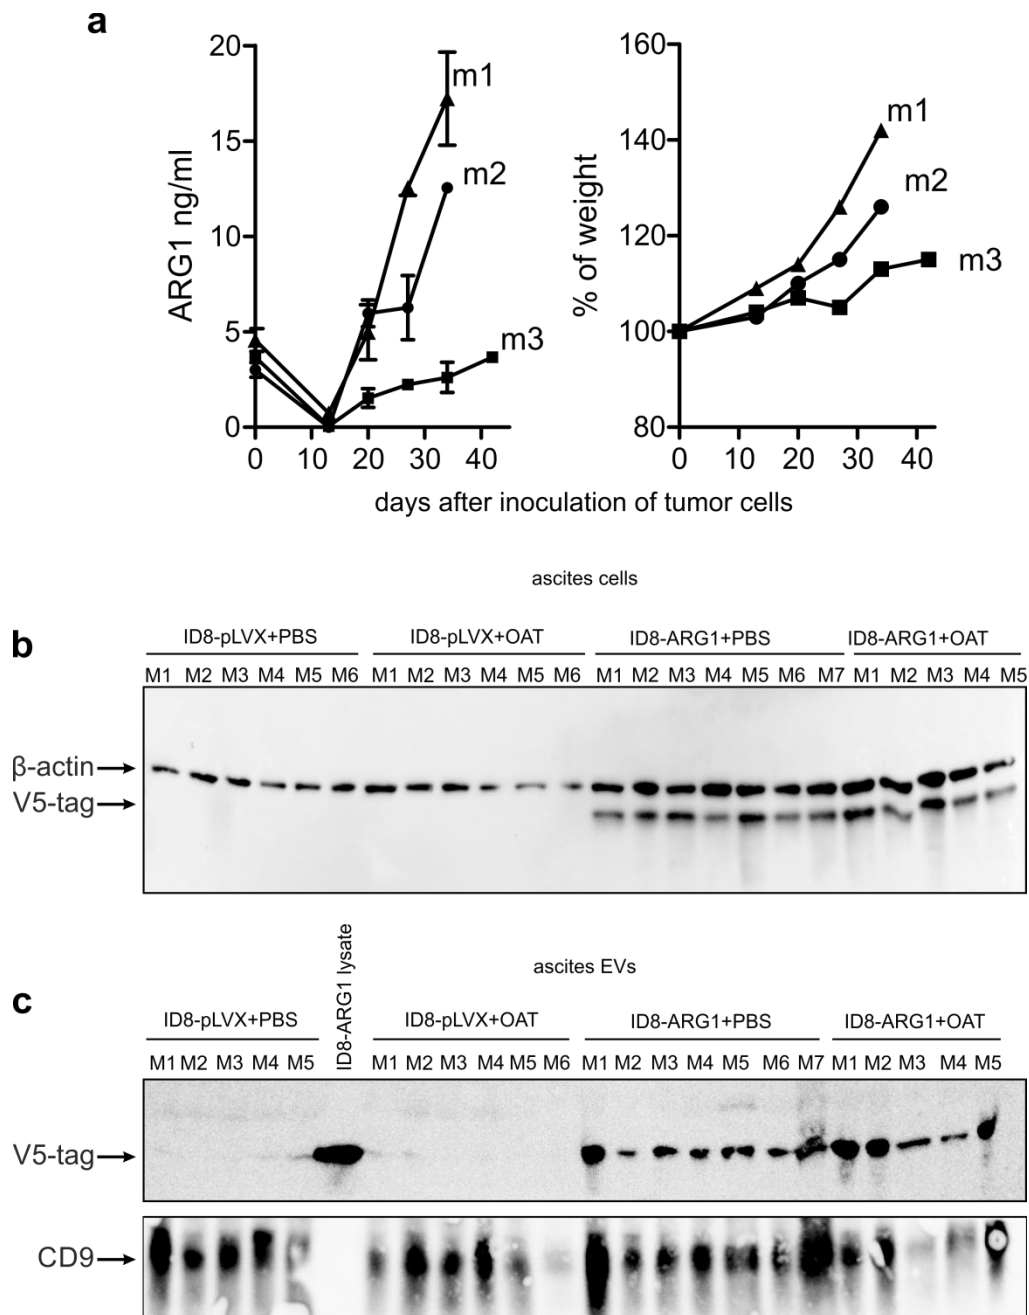 a
20
15
10
5
0
ARG1 ng/ml
m1
m2
m3
0 10 20 30 40
160
140
120
100
80
% of weight
m1
m2
m3
0 10 20 30 40
days after inoculation of tumor cells
ascites cells
b
ID8-pLVX+PBS ID8-pLVX+OAT ID8-ARG1+PBS ID8-ARG1+OAT
M1 M2 M3 M4 M5 M6 M1 M2 M3 M4 M5 M6 M1 M2 M3 M4 M5 M6 M7 M1 M2 M3 M4 M5
β-actin
V5-tag
ascites EVs
c
ID8-pLVX+PBS ID8-ARG1 lysate ID8-pLVX+OAT ID8-ARG1+PBS ID8-ARG1+OAT
M1 M2 M3 M4 M5 M1 M2 M3 M4 M5 M6 M1 M2 M3 M4 M5 M6 M7 M1 M2 M3 M4 M5
V5-tag
CD9